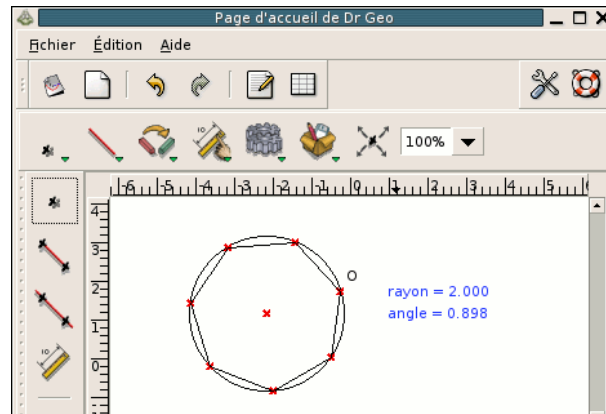 Page d'accueil de Dr Geo
Fichier Édition Aide
100%
-6 -5 -4 -3 -2 -1 0 1 2 3 4 5
4
3
2
1
0
O
rayon = 2.000
angle = 0.898